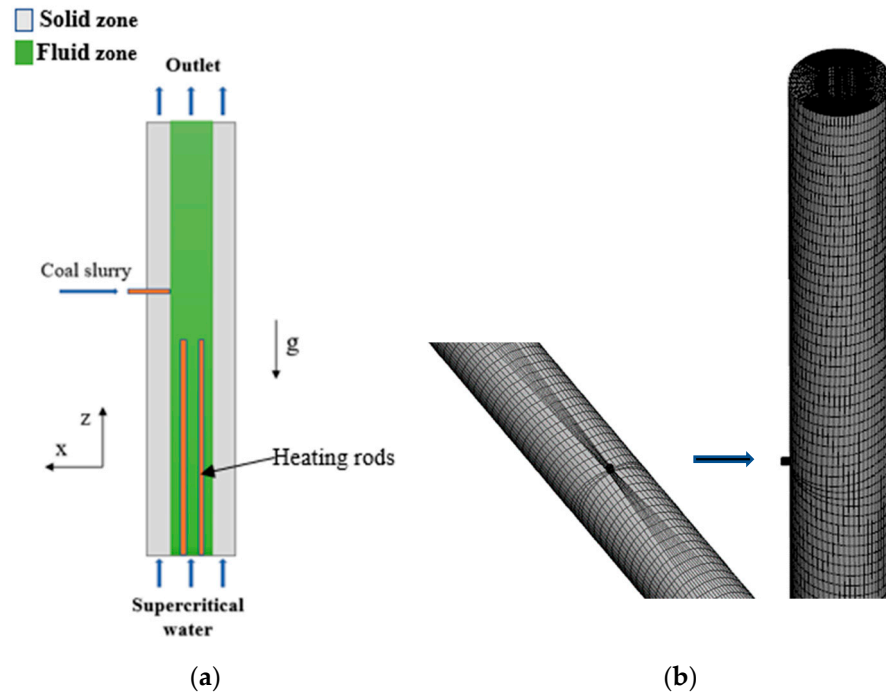 Solid zone
Fluid zone
Outlet
Coal slurry
g
z
x
Heating rods
Supercritical
water
(a)
(b)